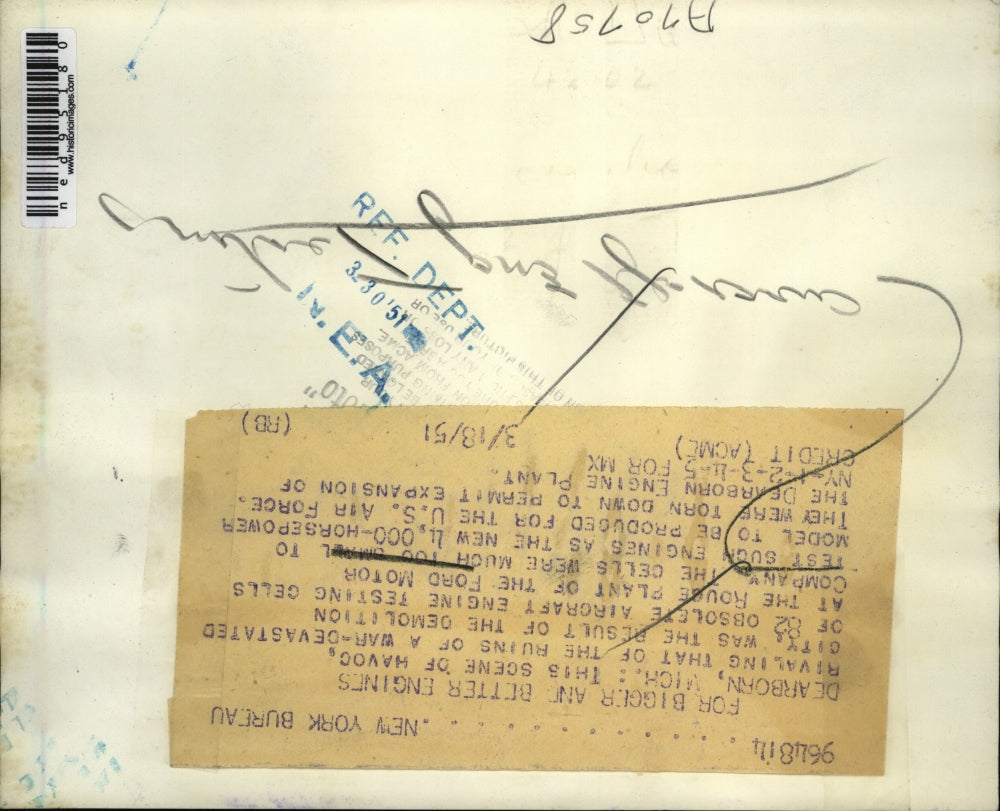 964814 . . . . . . . . . . NEW YORK BUREAU
FOR BIGGER AND BETTER ENGINES
DEARBORN, MICH.: THIS SCENE OF HAVOC,
RIVALING THAT OF THE RUINS OF A WAR-DEVASTATED
CITY, WAS THE RESULT OF THE DEMOLITION
OF 82 OBSOLETE AIRCRAFT ENGINE TESTING CELLS
AT THE ROUGE PLANT OF THE FORD MOTOR
COMPANY. THE CELLS WERE MUCH TOO SMALL TO
TEST SUCH ENGINES AS THE NEW 4,000-HORSEPOWER
MODEL TO BE PRODUCED FOR THE U.S. AIR FORCE.
THEY WERE TORN DOWN TO PERMIT EXPANSION OF
THE DEARBORN ENGINE PLANT.
NY-1-2-3-4-5 FOR MX
CREDIT (ACME) 3/18/51 (RB)
REF. DEPT.
3230'51
N.E.A.
A70758
ned95180
www.historicimages.com